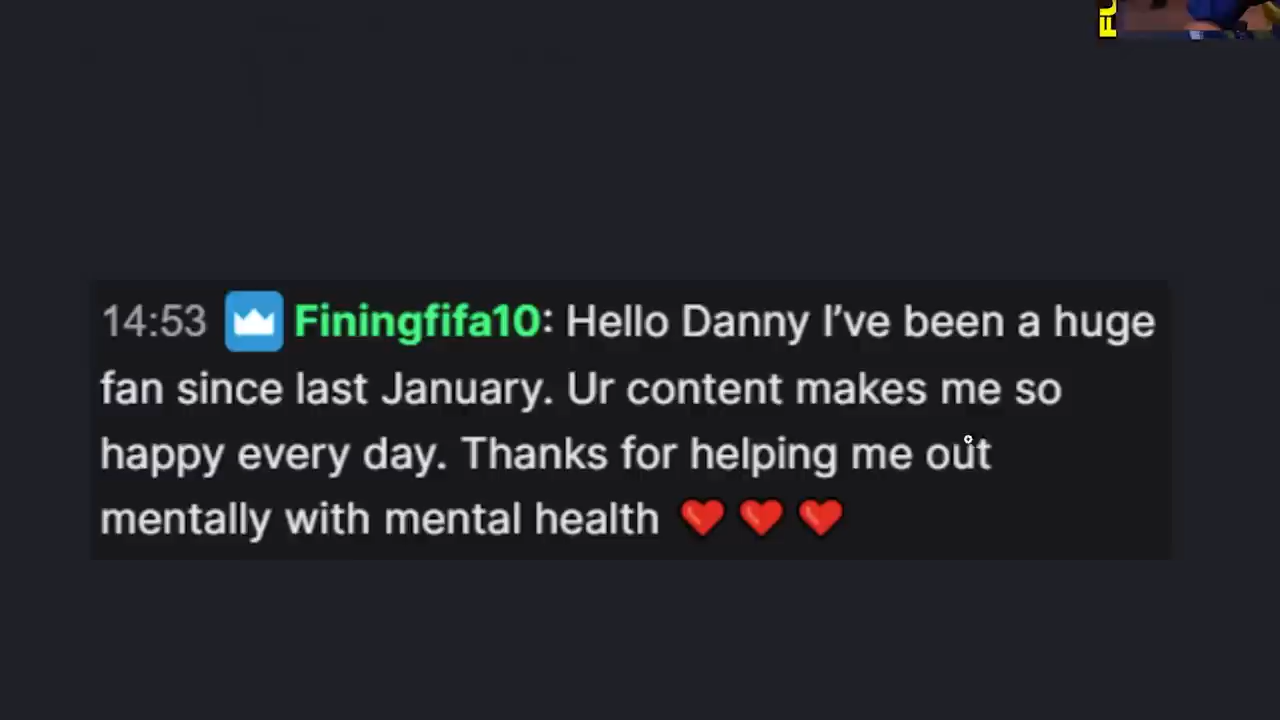 14:53 Finingfifa10: Hello Danny I’ve been a huge
fan since last January. Ur content makes me so
happy every day. Thanks for helping me out
mentally with mental health ❤️ ❤️ ❤️